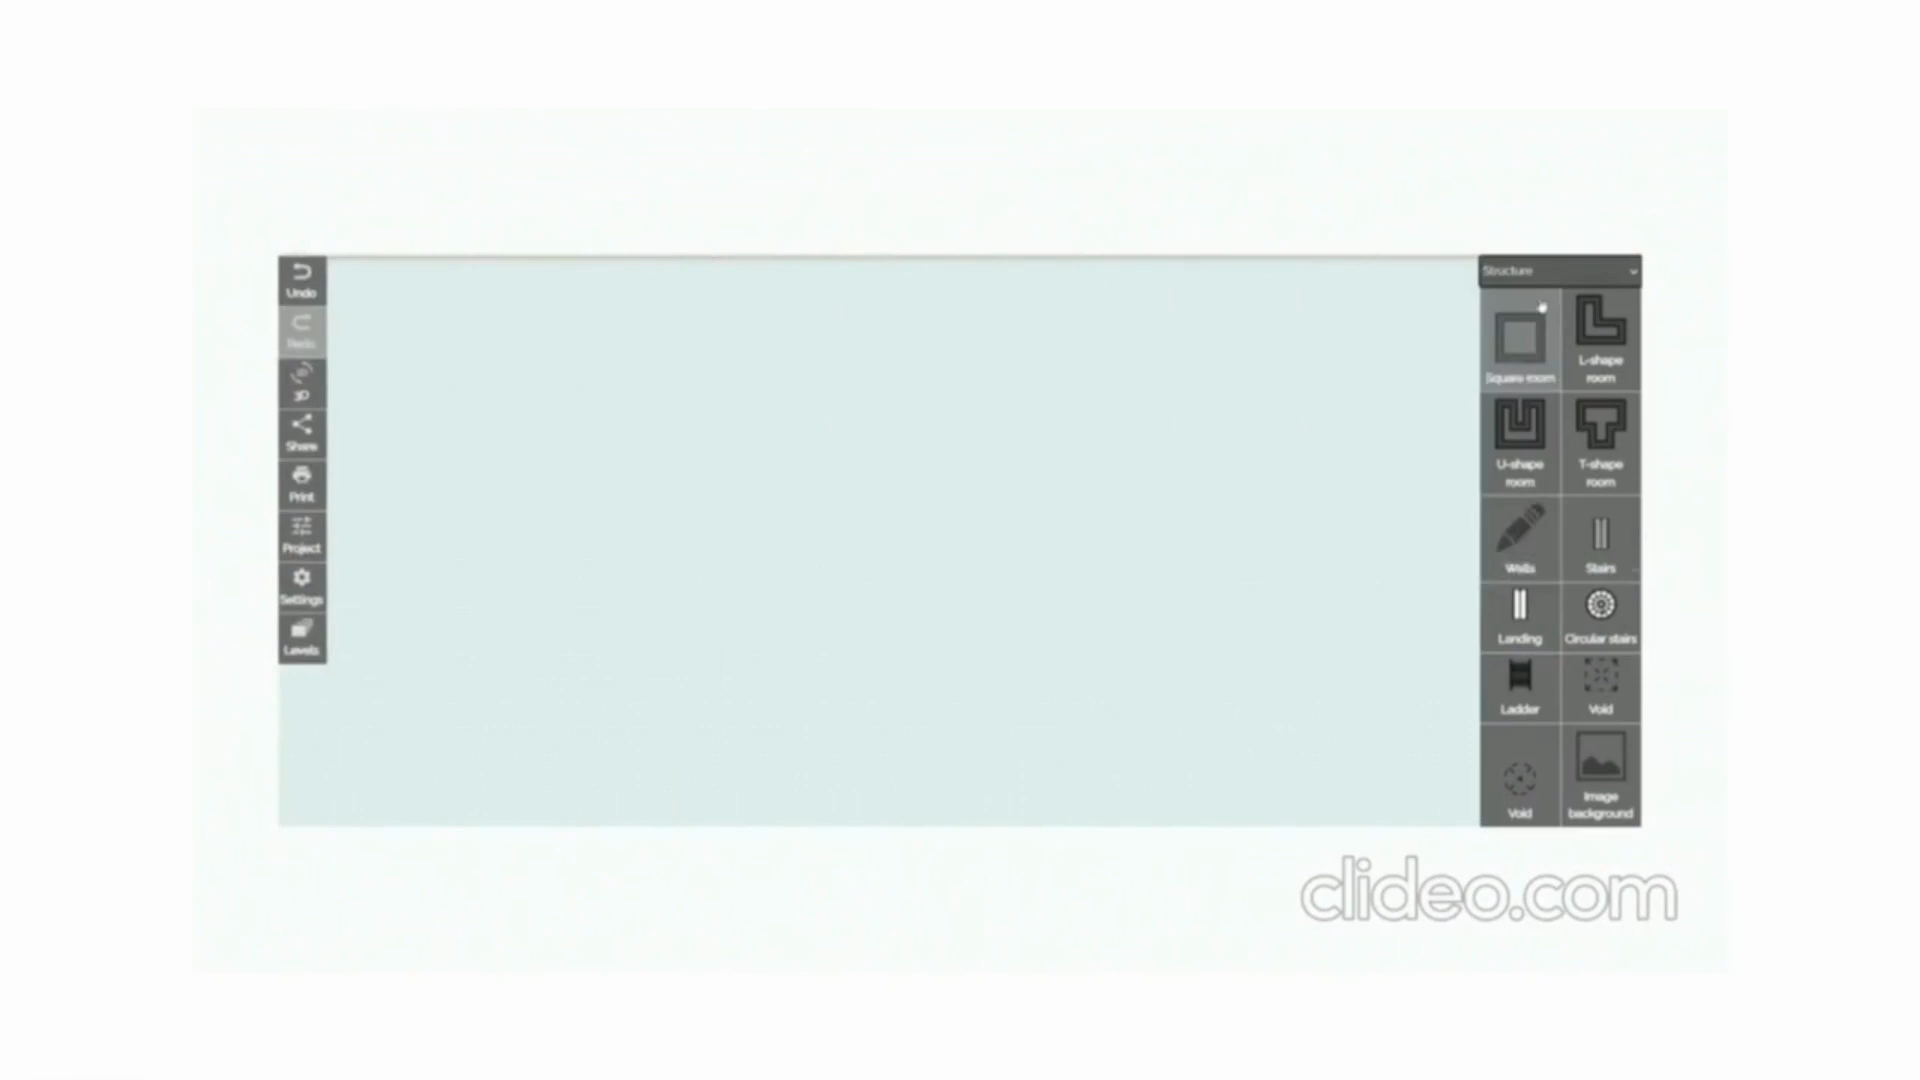 Undo
Redo
3D
Share
Print
Project
Settings
Levels
Structure
Square room
L-shape
room
U-shape
room
T-shape
room
Walls
Stairs
Landing
Circular stairs
Ladder
Void
Void
Image
background
clideo.com